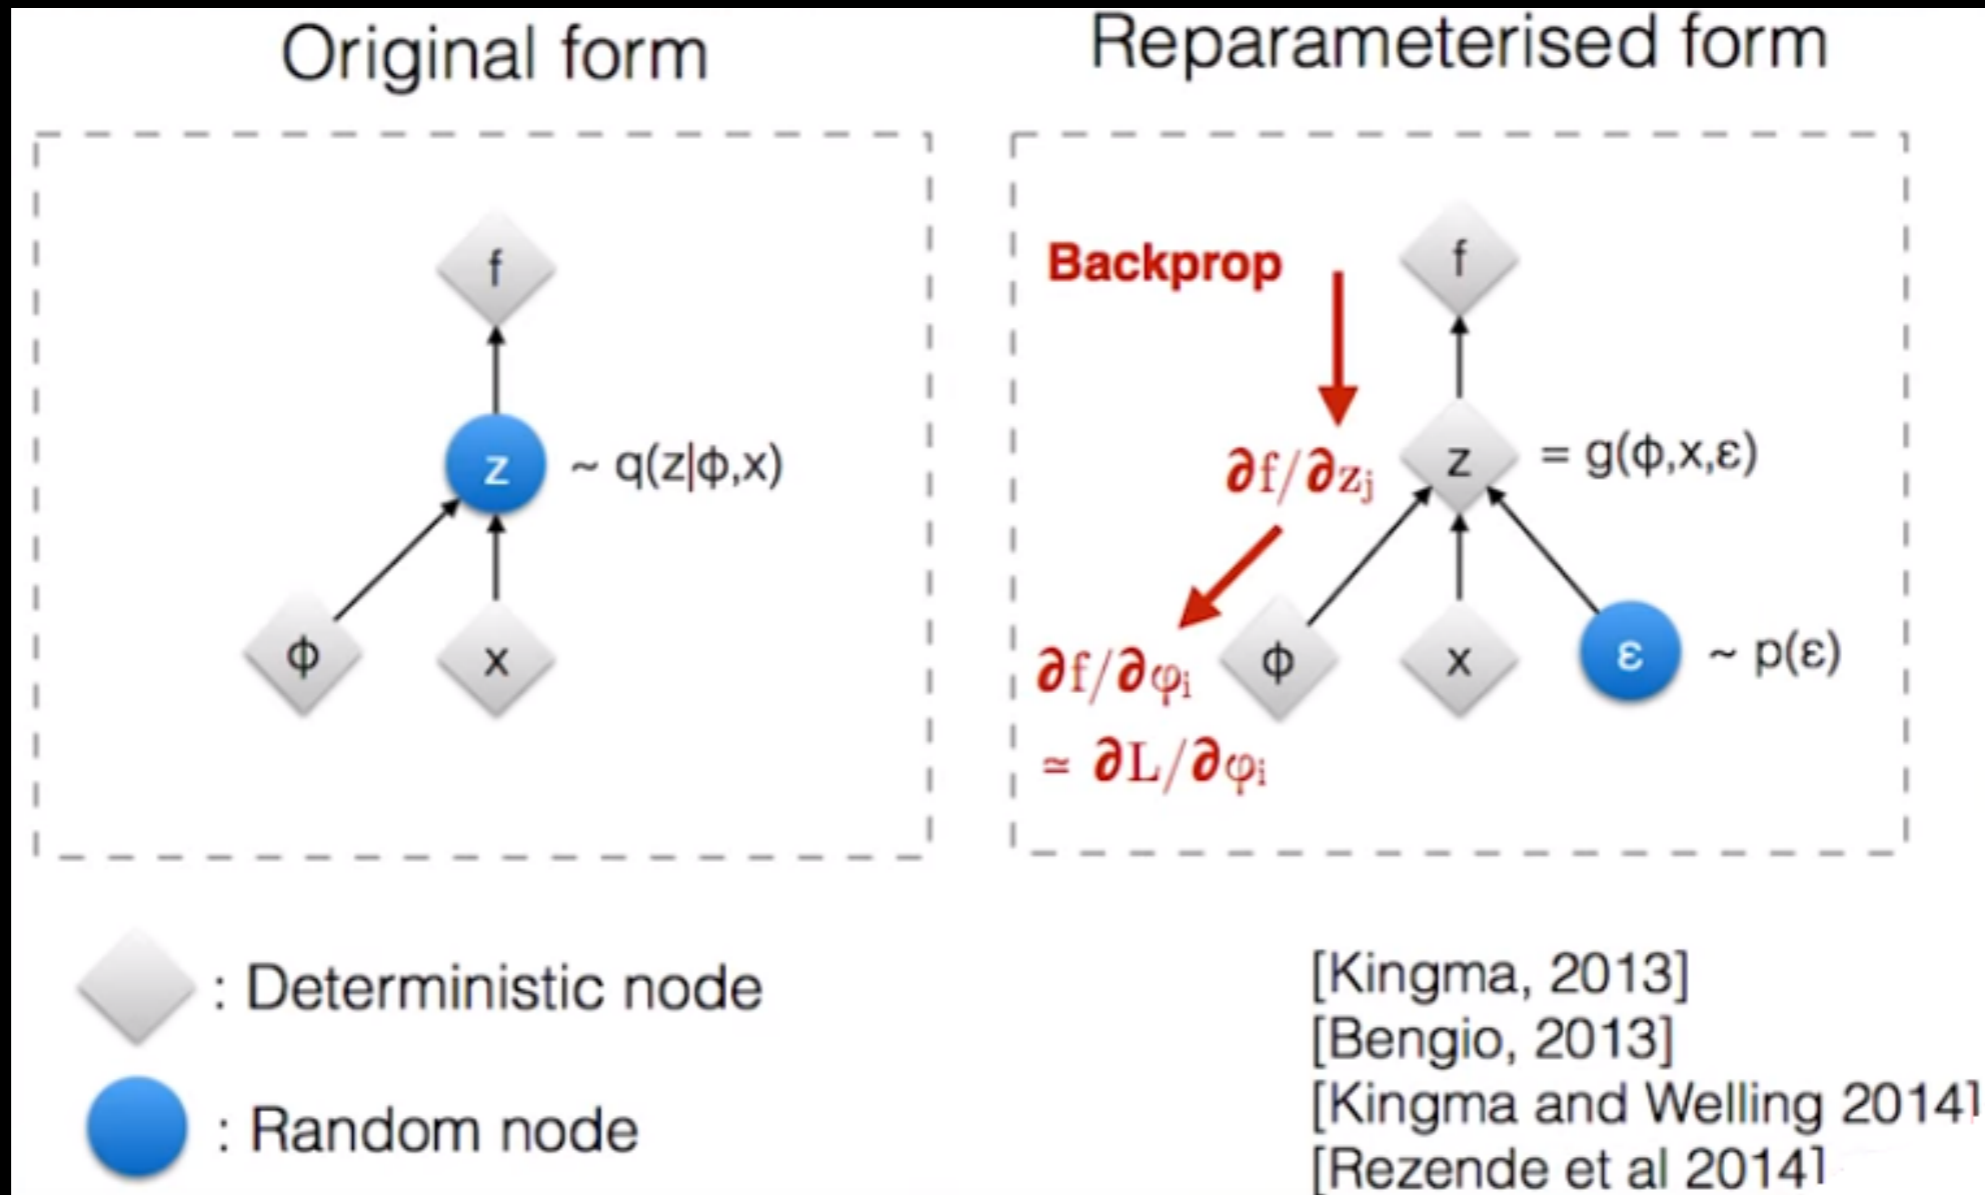 Original form
f
z ~ q(z|ϕ,x)
ϕ
x
Reparameterised form
Backprop
f
∂f/∂zⱼ
z = g(ϕ,x,ε)
ϕ
x
ε ~ p(ε)
∂f/∂φᵢ
≃ ∂L/∂φᵢ
: Deterministic node
: Random node
[Kingma, 2013]
[Bengio, 2013]
[Kingma and Welling 2014]
[Rezende et al 2014]